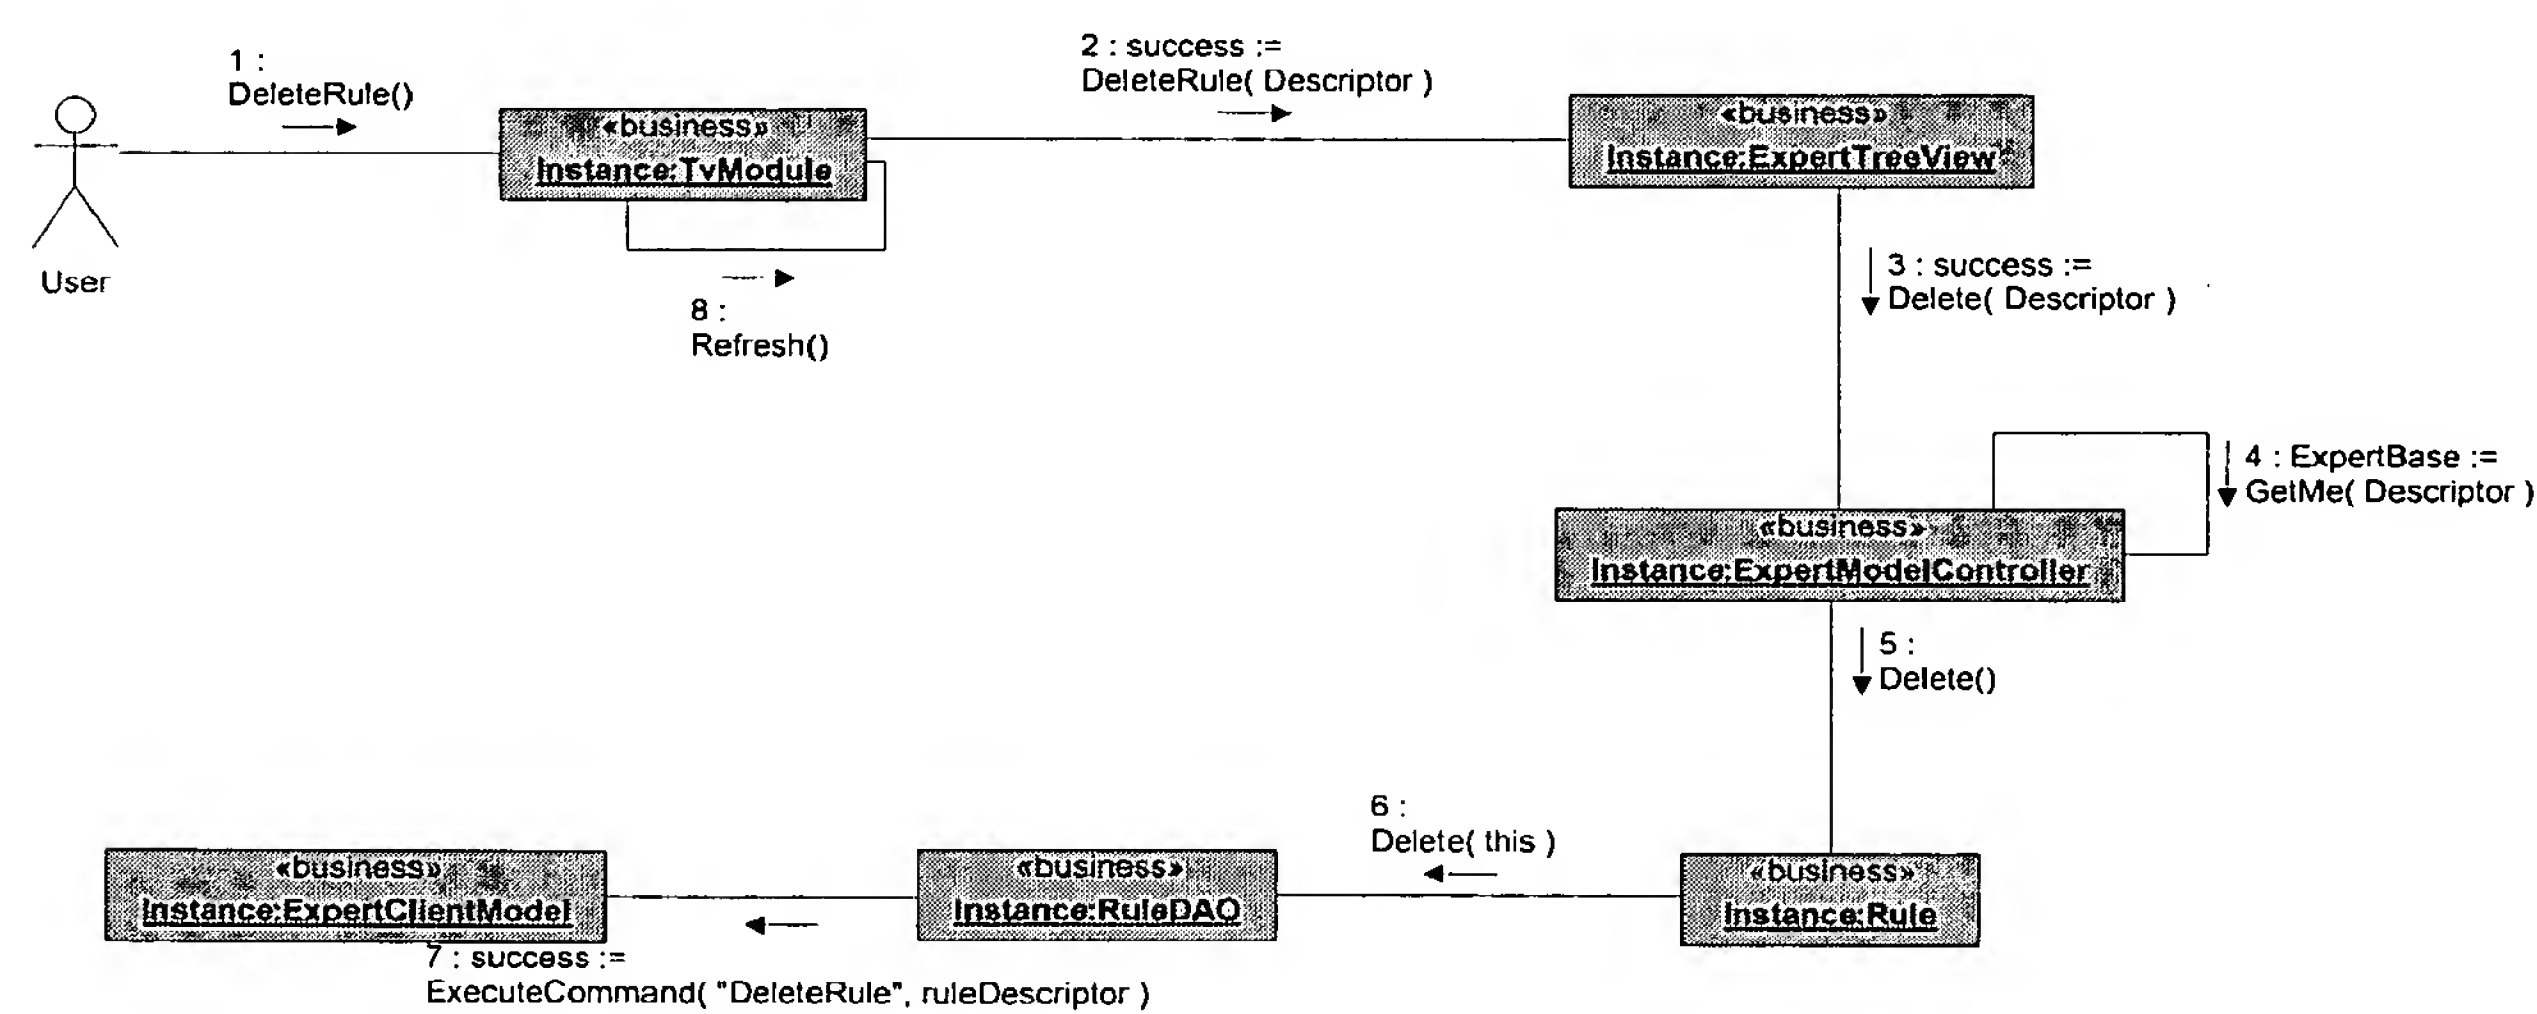 1 :
DeleteRule()
User
«business»
Instance:TvModule
8 :
Refresh()
2 : success :=
DeleteRule( Descriptor )
«business»
Instance:ExpertTreeView
3 : success :=
Delete( Descriptor )
4 : ExpertBase :=
GetMe( Descriptor )
«business»
Instance:ExpertModelController
5 :
Delete()
«business»
Instance:Rule
6 :
Delete( this )
«business»
Instance:RuleDAO
«business»
Instance:ExpertClientModel
7 : success :=
ExecuteCommand( "DeleteRule", ruleDescriptor )